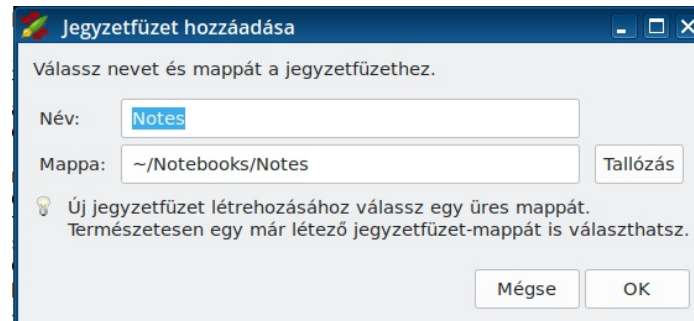 Jegyzetfüzet hozzáadása
Válassz nevet és mappát a jegyzetfüzethez.
Név: Notes
Mappa: ~/Notebooks/Notes Tallózás
Új jegyzetfüzet létrehozásához válassz egy üres mappát.
Természetesen egy már létező jegyzetfüzet-mappát is választhatsz.
Mégse OK